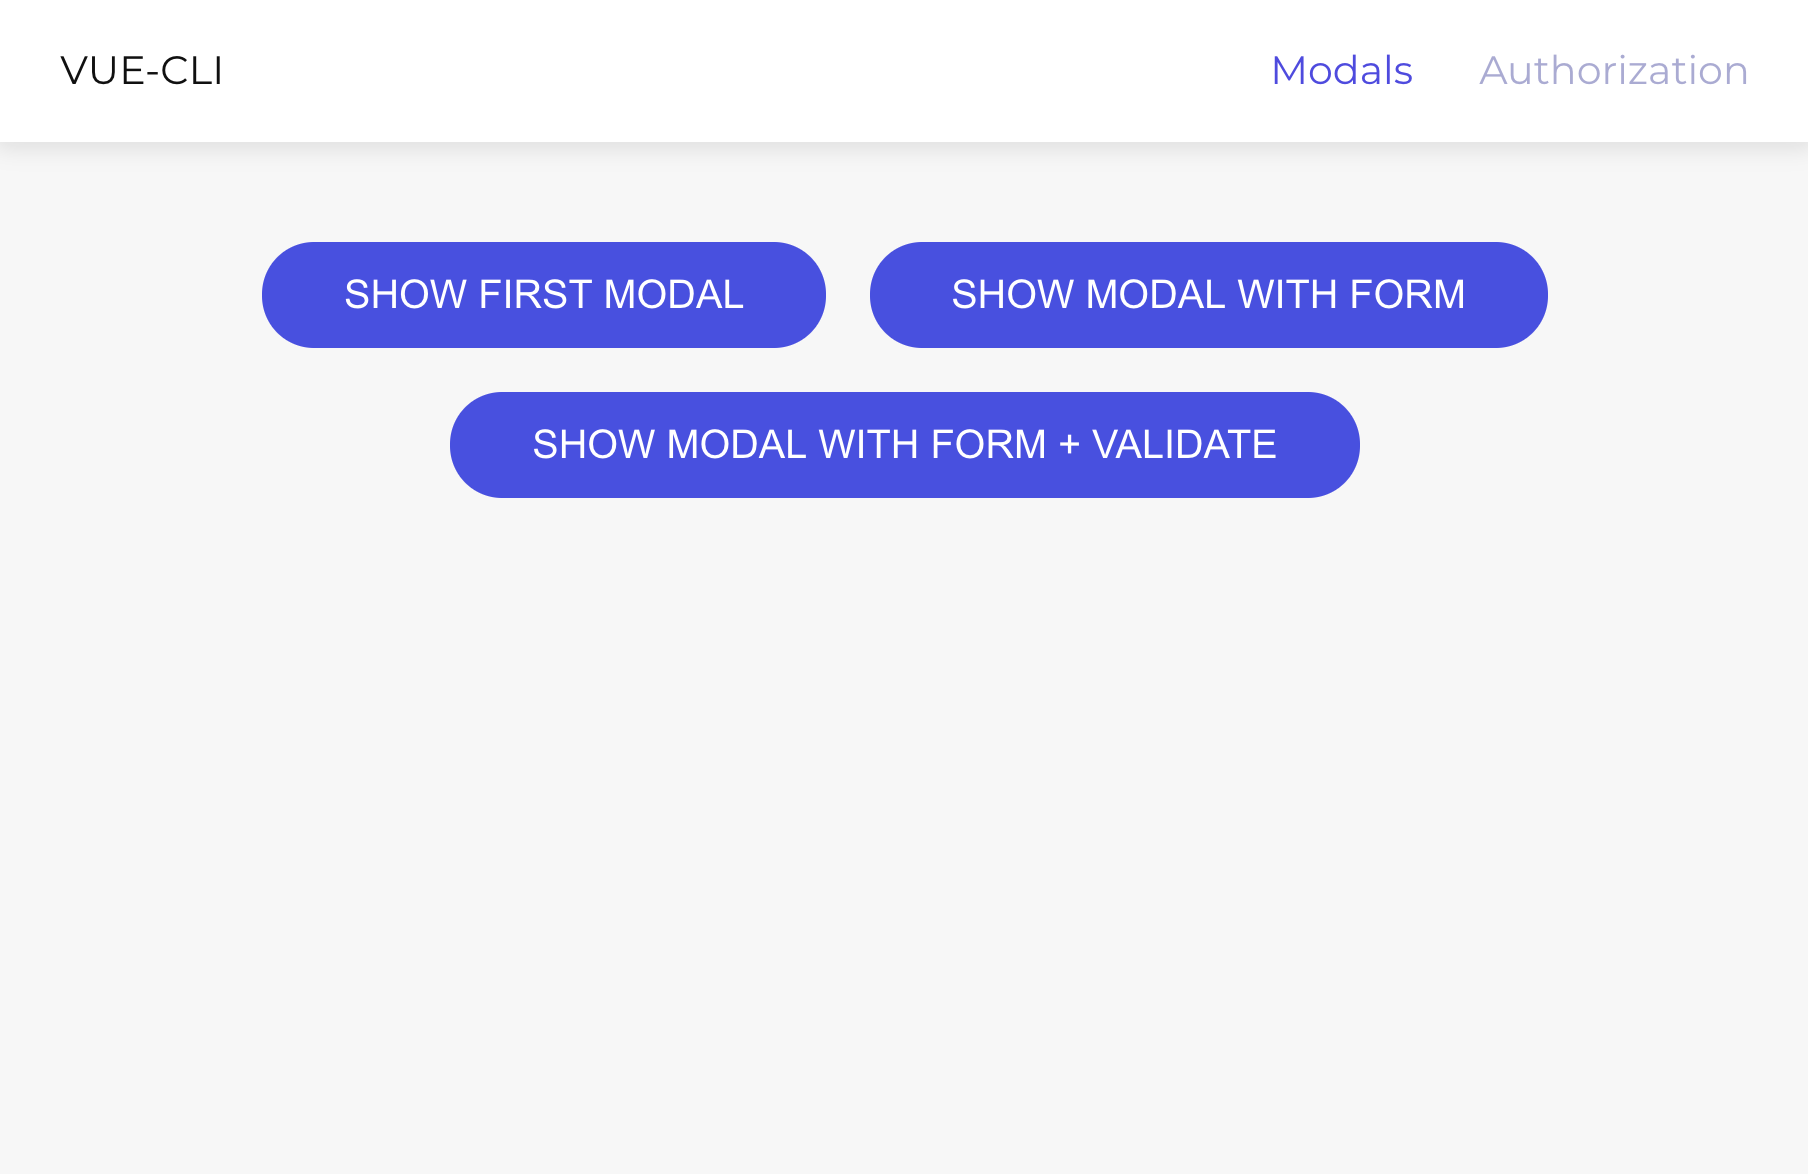 VUE-CLI Modals Authorization
SHOW FIRST MODAL SHOW MODAL WITH FORM
SHOW MODAL WITH FORM + VALIDATE